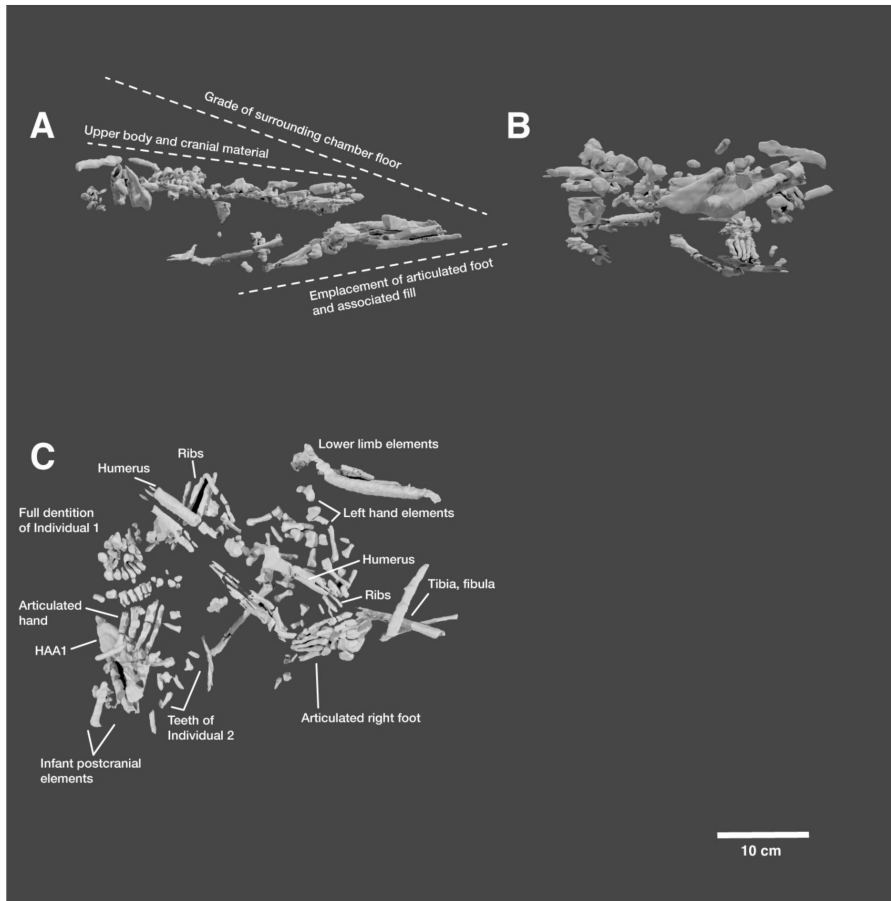 A
Grade of surrounding chamber floor
Upper body and cranial material
Emplacement of articulated foot
and associated fill
B
C
Lower limb elements
Ribs
Humerus
Full dentition
of Individual 1
Left hand elements
Humerus
Ribs
Tibia, fibula
Articulated
hand
HAA1
Teeth of
Individual 2
Articulated right foot
Infant postcranial
elements
10 cm